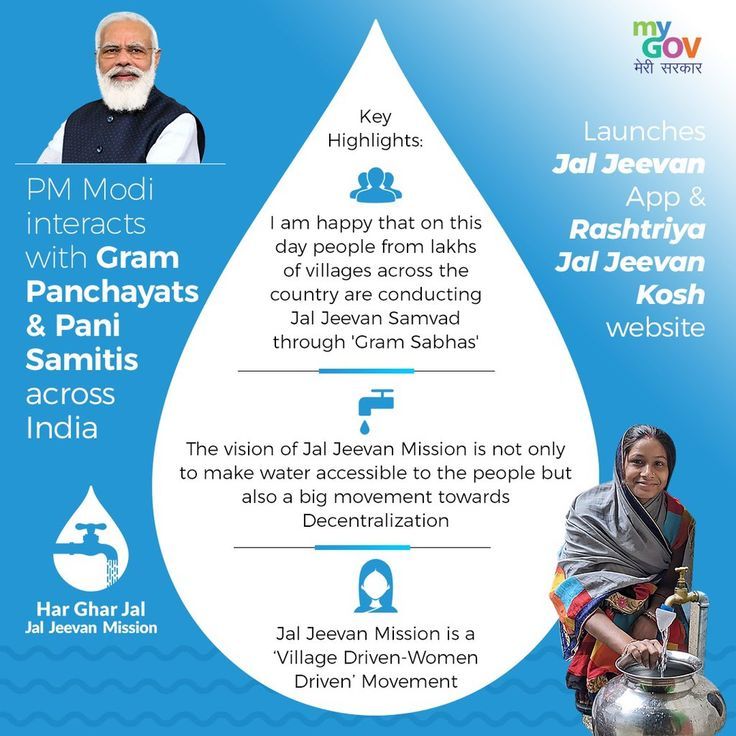 my
GOV
मेरी सरकार
PM Modi
interacts
with Gram
Panchayats
& Pani
Samitis
across
India
Key
Highlights:
I am happy that on this
day people from lakhs
of villages across the
country are conducting
Jal Jeevan Samvad
through 'Gram Sabhas'
The vision of Jal Jeevan Mission is not only
to make water accessible to the people but
also a big movement towards
Decentralization
Jal Jeevan Mission is a
‘Village Driven-Women
Driven’ Movement
Launches
Jal Jeevan
App &
Rashtriya
Jal Jeevan
Kosh
website
Har Ghar Jal
Jal Jeevan Mission